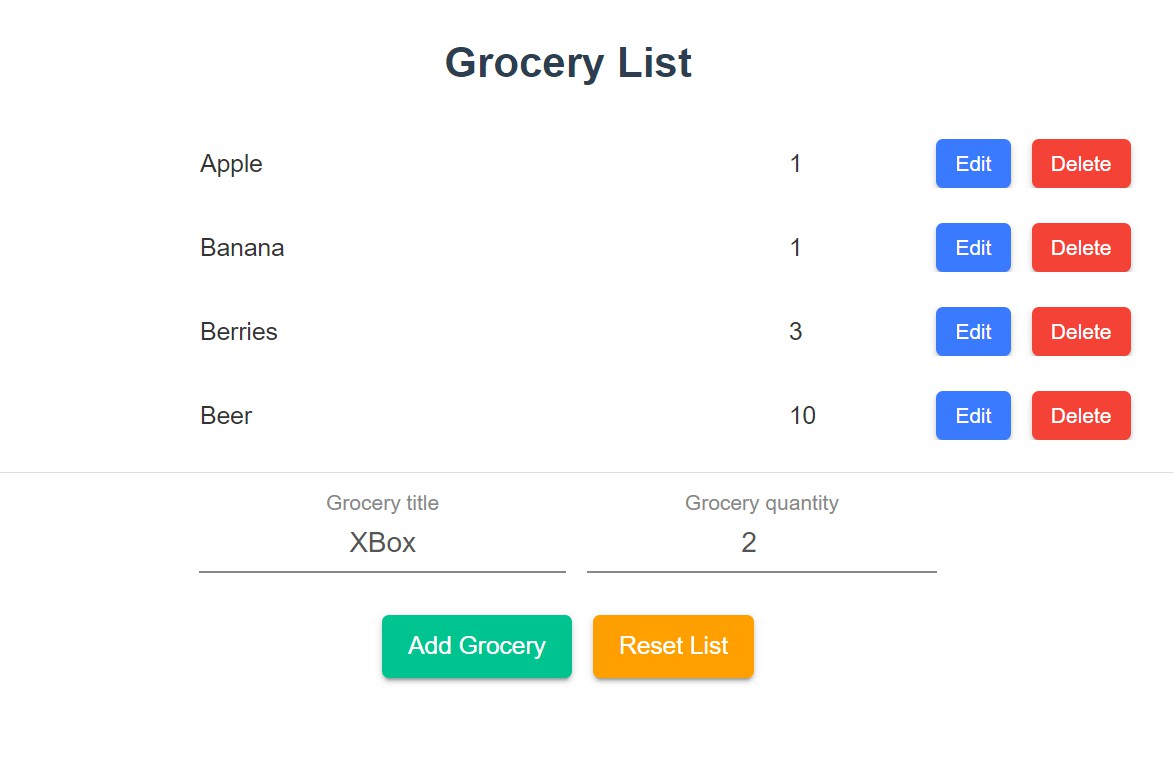 Grocery List
Apple 1 Edit Delete
Banana 1 Edit Delete
Berries 3 Edit Delete
Beer 10 Edit Delete
Grocery title Grocery quantity
XBox 2
Add Grocery Reset List